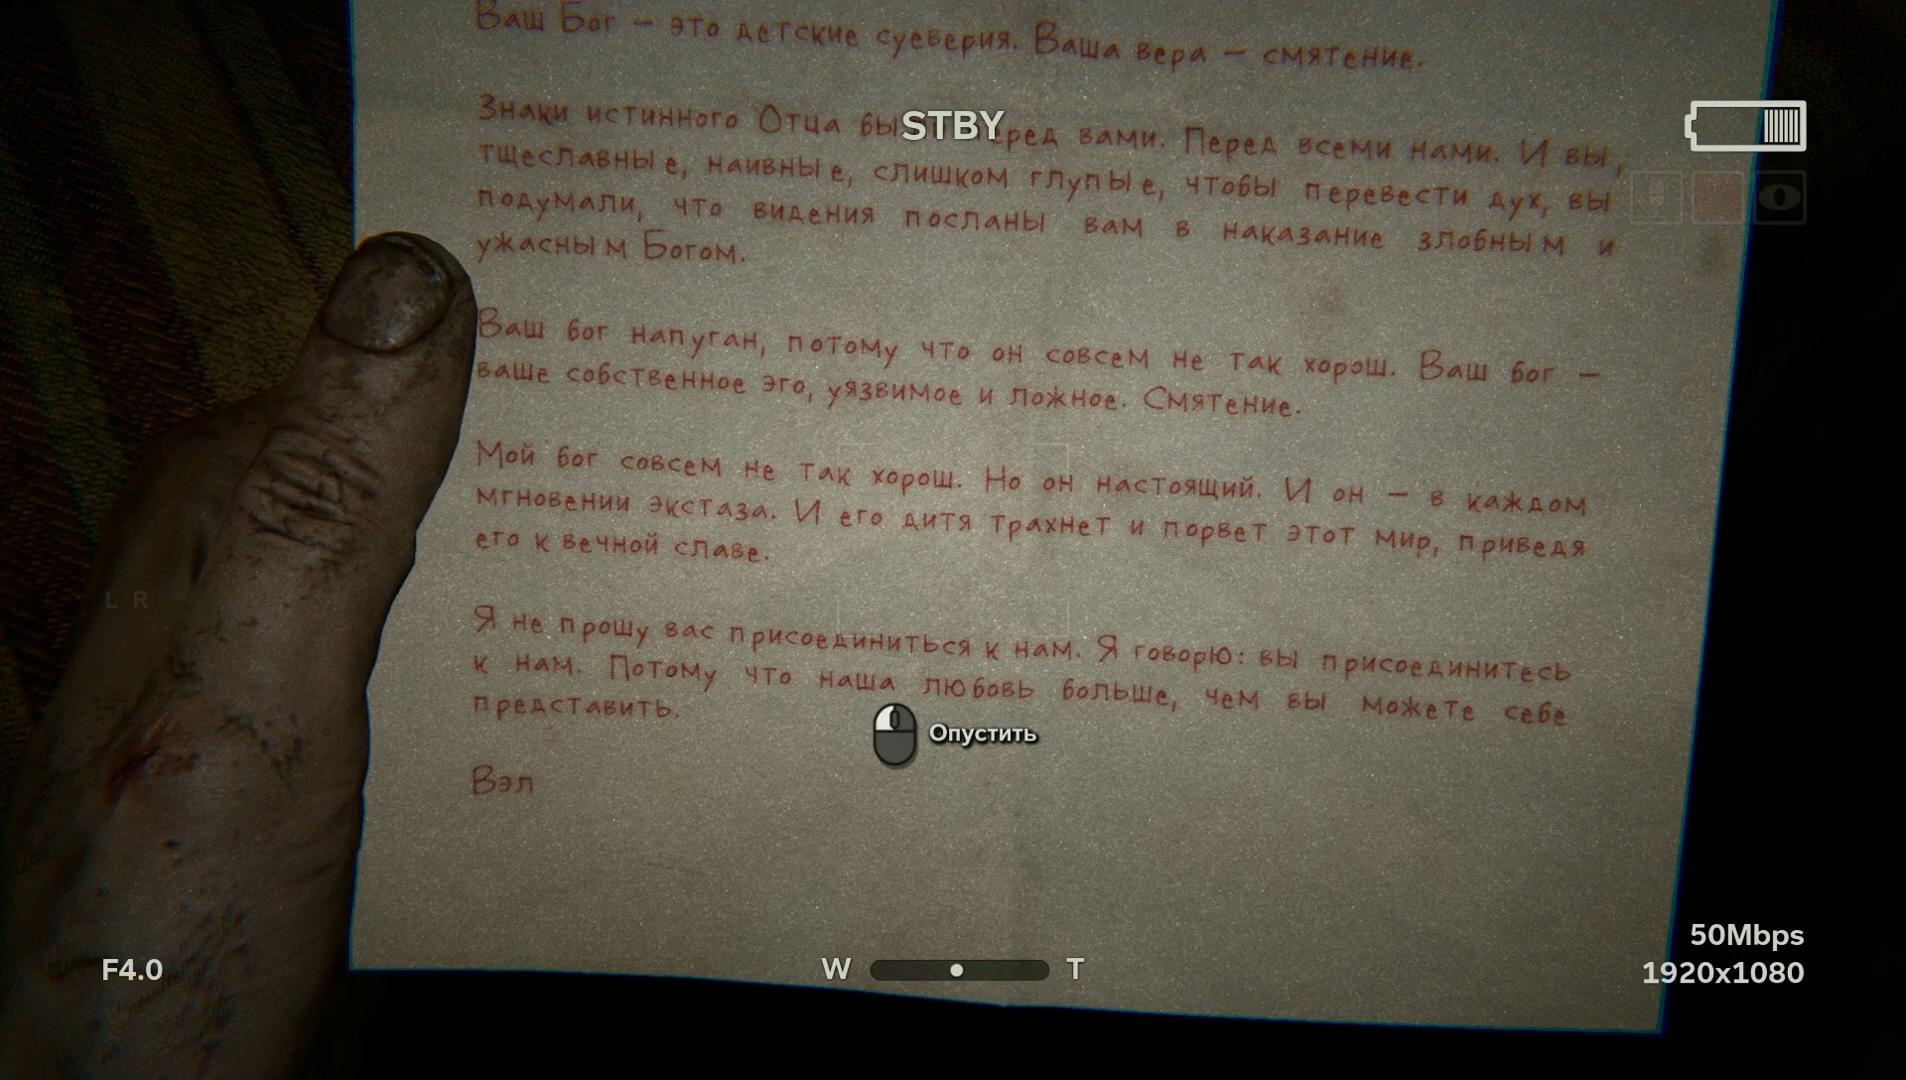 Ваш Бог – это детские суеверия. Ваша вера – смятение.
Знаки истинного Отца перед вами. Перед всеми нами. И вы,
тщеславные, наивные, слишком глупые, чтобы перевести дух, вы
подумали, что видения посланы вам в наказание злобным и
ужасным Богом.
Ваш бог напуган, потому что он совсем не так хорош. Ваш бог –
ваше собственное эго, уязвимое и ложное. Смятение.
Мой бог совсем не так хорош. Но он настоящий. И он – в каждом
мгновении экстаза. И его дитя трахнет и порвет этот мир, приведя
его к вечной славе.
Я не прошу вас присоединиться к нам. Я говорю: вы присоединитесь
к нам. Потому что наша любовь больше, чем вы можете себе
представить.
Вэл
STBY
L R
Опустить
F4.0
W T
50Mbps
1920x1080